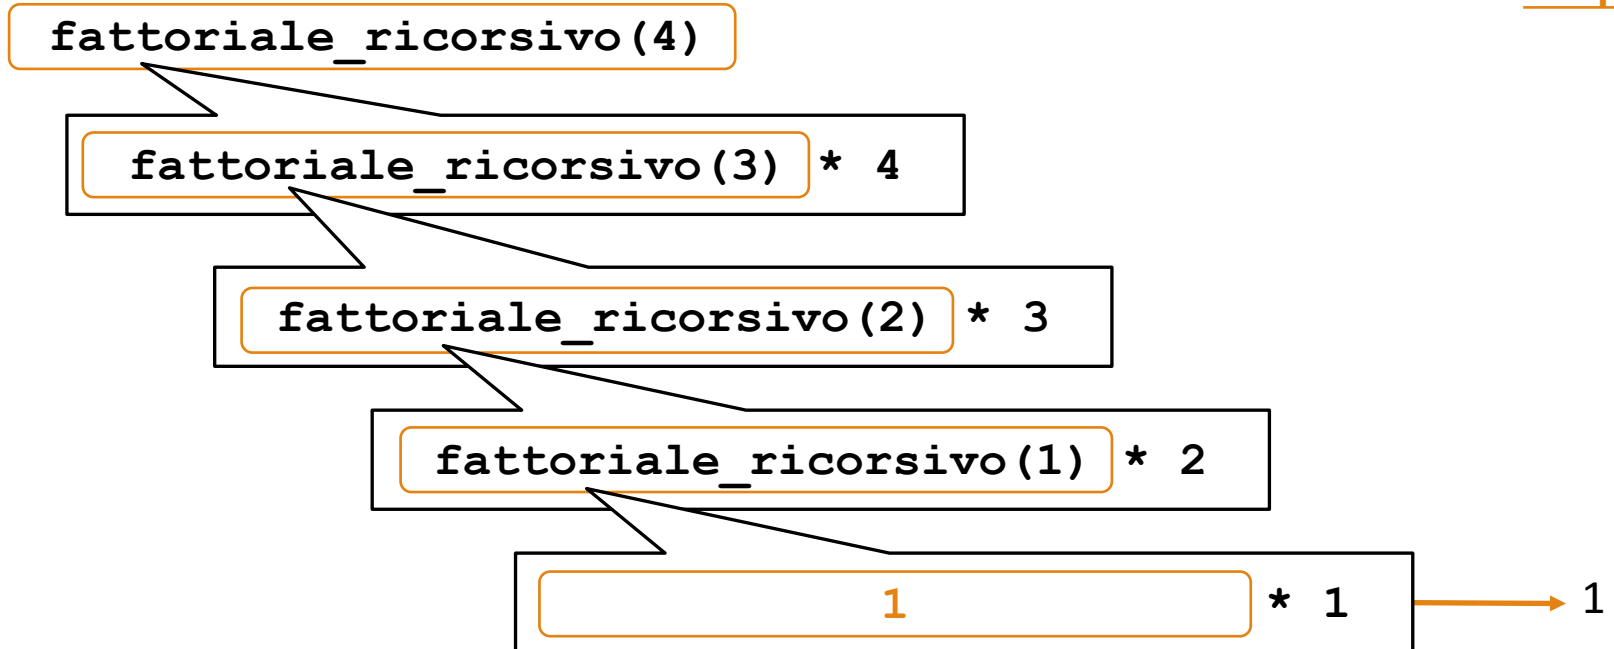 fattoriale_ricorsivo(4)
fattoriale_ricorsivo(3) * 4
fattoriale_ricorsivo(2) * 3
fattoriale_ricorsivo(1) * 2
1 * 1 1